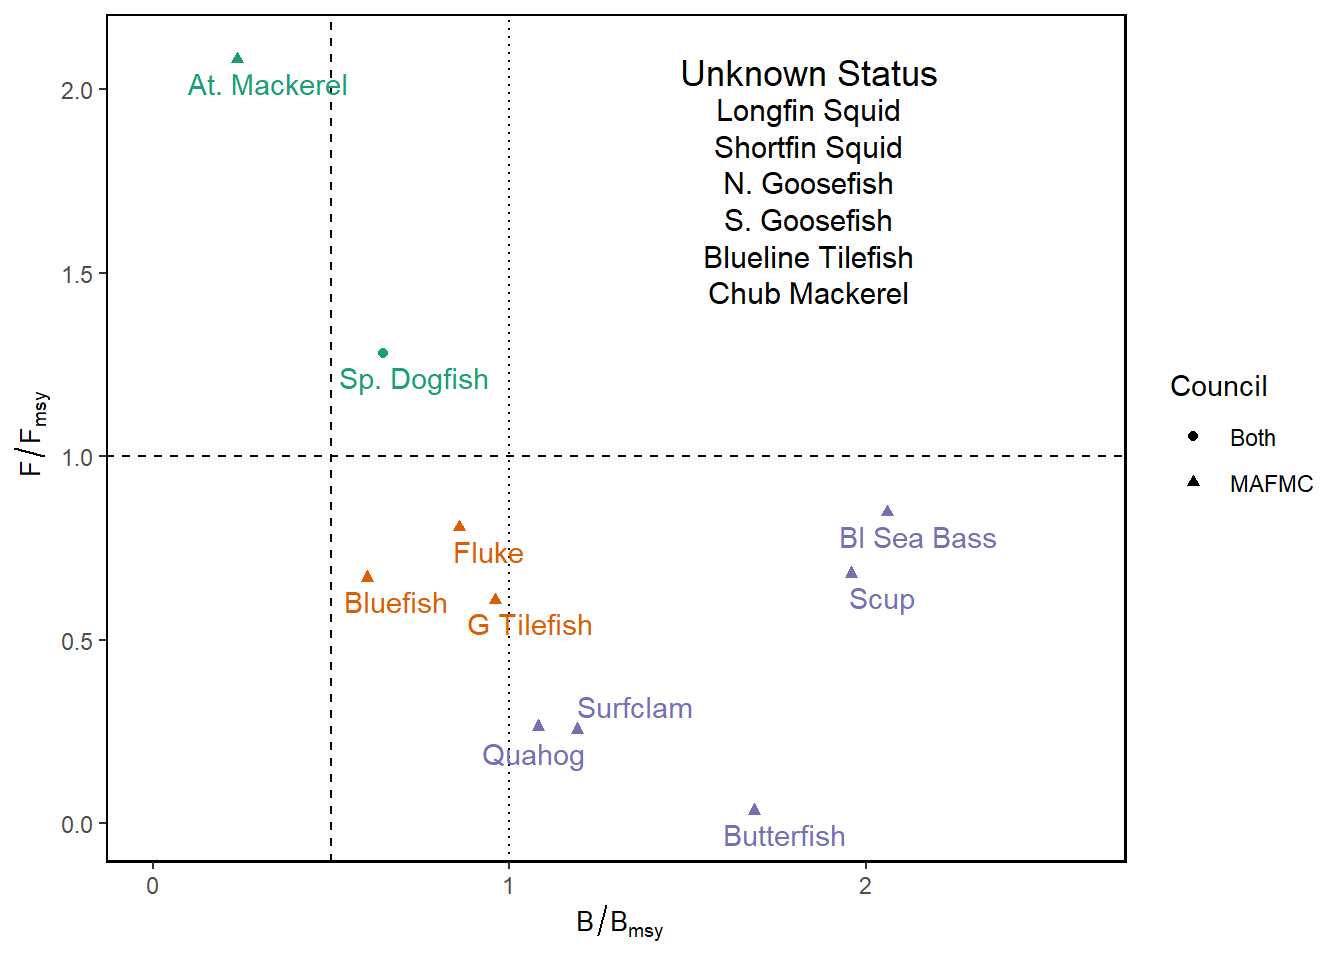 Unknown Status
Longfin Squid
Shortfin Squid
N. Goosefish
S. Goosefish
Blueline Tilefish
Chub Mackerel
At. Mackerel
Sp. Dogfish
Fluke
Bluefish
G Tilefish
Bl Sea Bass
Scup
Surfclam
Quahog
Butterfish
2.0
1.5
1.0
0.5
0.0
F/Fmsy
0 1 2
B/Bmsy
Council
Both
MAFMC